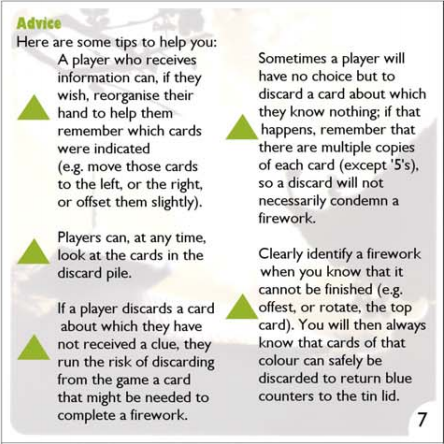 Advice
Here are some tips to help you:
A player who receives
information can, if they
wish, reorganise their
hand to help them
remember which cards
were indicated
(e.g. move those cards
to the left, or the right,
or offset them slightly).
Players can, at any time,
look at the cards in the
discard pile.
If a player discards a card
about which they have
not received a clue, they
run the risk of discarding
from the game a card
that might be needed to
complete a firework.
Sometimes a player will
have no choice but to
discard a card about which
they know nothing; if that
happens, remember that
there are multiple copies
of each card (except '5's),
so a discard will not
necessarily condemn a
firework.
Clearly identify a firework
when you know that it
cannot be finished (e.g.
offest, or rotate, the top
card). You will then always
know that cards of that
colour can safely be
discarded to return blue
counters to the tin lid.
7